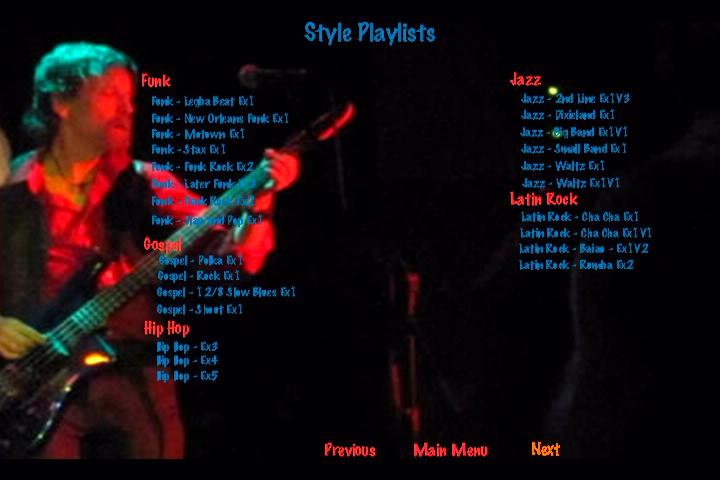 Style Playlists
Funk
Funk - Legba Beat Ex1
Funk - New Orleans Funk Ex1
Funk - Motown Ex1
Funk - Stax Ex1
Funk - Funk Rock Ex2
Funk - Later Funk
Funk - Funk Rock Ex2
Funk - Slap and Pop Ex1
Gospel
Gospel - Polka Ex1
Gospel - Rock Ex1
Gospel - 12/8 Slow Blues Ex1
Gospel - Shout Ex1
Hip Hop
Hip Hop - Ex3
Hip Hop - Ex4
Hip Hop - Ex5
Jazz
Jazz - 2nd Line Ex1V3
Jazz - Dixieland Ex1
Jazz - Big Band Ex1V1
Jazz - Small Band Ex1
Jazz - Waltz Ex1
Jazz - Waltz Ex1V1
Latin Rock
Latin Rock - Cha Cha Ex1
Latin Rock - Cha Cha Ex1V1
Latin Rock - Baiao - Ex1V2
Latin Rock - Rumba Ex2
Previous
Main Menu
Next